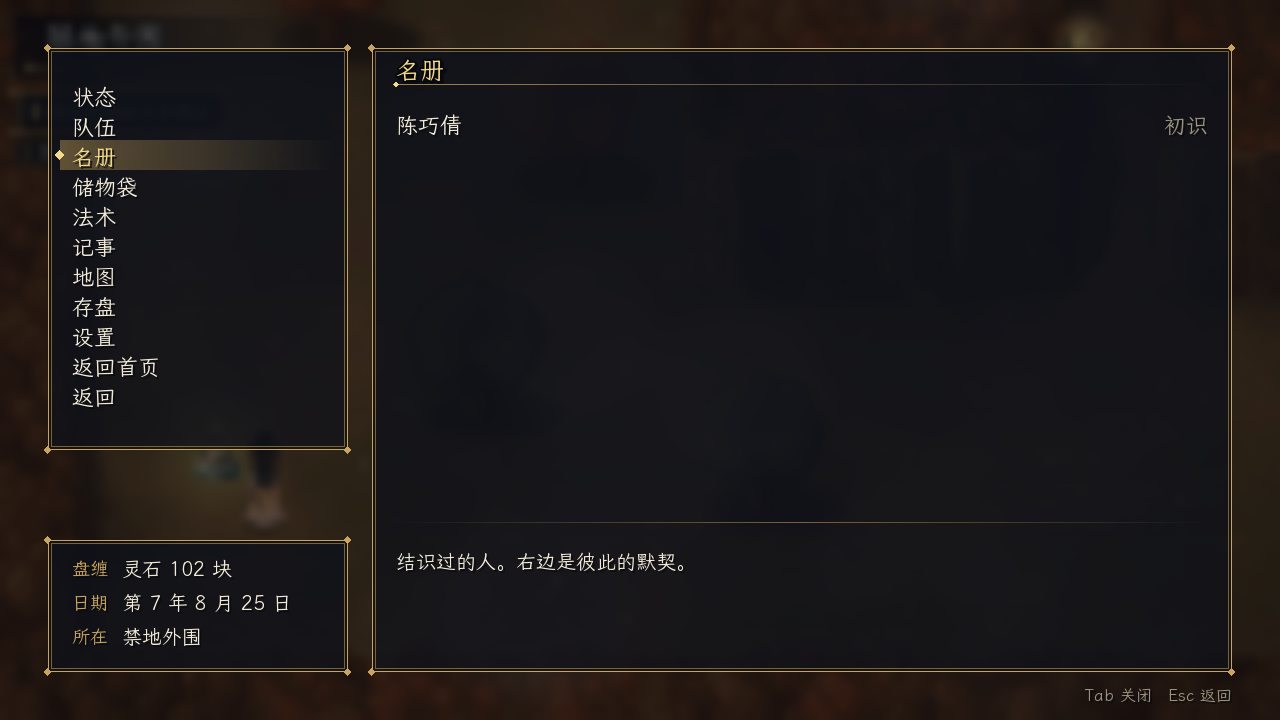 状态
队伍
名册
储物袋
法术
记事
地图
存盘
设置
返回首页
返回
盘缠 灵石 102 块
日期 第 7 年 8 月 25 日
所在 禁地外围
名册
陈巧倩 初识
结识过的人。右边是彼此的默契。
Tab 关闭 Esc 返回